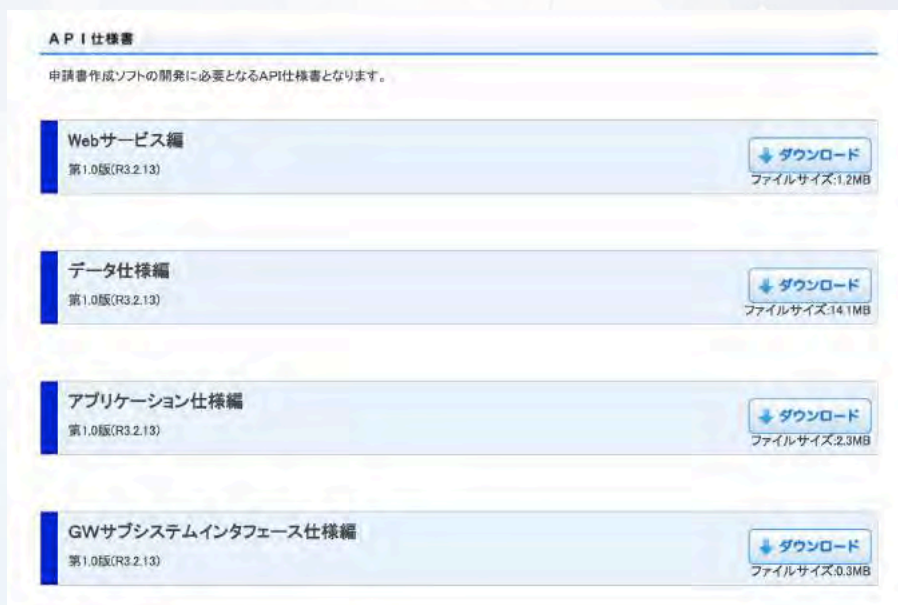 API仕様書
申請書作成ソフトの開発に必要となるAPI仕様書となります。
Webサービス編
第1.0版(R3.2.13)
ダウンロード
ファイルサイズ:1.2MB
データ仕様編
第1.0版(R3.2.13)
ダウンロード
ファイルサイズ:14.1MB
アプリケーション仕様編
第1.0版(R3.2.13)
ダウンロード
ファイルサイズ:2.3MB
GWサブシステムインタフェース仕様編
第1.0版(R3.2.13)
ダウンロード
ファイルサイズ:0.3MB